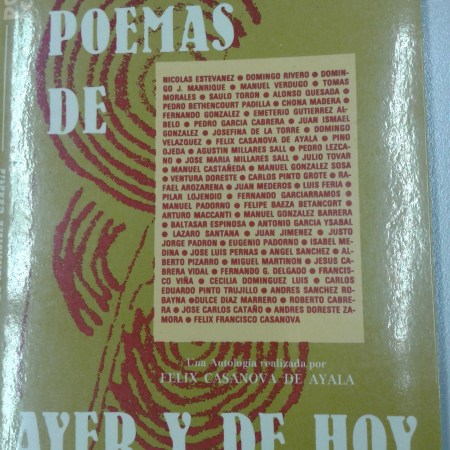 POEMAS
DE
NICOLAS ESTEVANEZ ● DOMINGO RIVERO ● DOMIN-
GO J. MANRIQUE ● MANUEL VERDUGO ● TOMAS
MORALES ● SAULO TORON ● ALONSO QUESADA ●
PEDRO BETHENCOURT PADILLA ● CHONA MADERA ●
FERNANDO GONZALEZ ● EMETERIO GUTIERREZ AL-
BELO ● PEDRO GARCIA CABRERA ● JUAN ISMAEL
GONZALEZ ● JOSEFINA DE LA TORRE ● DOMINGO
VELAZQUEZ ● FELIX CASANOVA DE AYALA ● PINO
OJEDA ● AGUSTIN MILLARES SALL ● PEDRO LEZCA-
NO ● JOSE MARIA MILLARES SALL ● JULIO TOVAR
● MANUEL CASTAÑEDA ● MANUEL GONZALEZ SOSA
● VENTURA DORESTE ● CARLOS PINTO GROTE ● RA-
FAEL AROZARENA ● JUAN MEDEROS ● LUIS FERIA ●
PILAR LOJENDIO ● FERNANDO GARCIARRAMOS ●
MANUEL PADORNO ● FELIPE BAEZA BETANCORT ●
ARTURO MACCANTI ● MANUEL GONZALEZ BARRERA
● BALTASAR ESPINOSA ● ANTONIO GARCIA YSABAL
● LAZARO SANTANA ● JUAN JIMENEZ ● JUSTO
JORGE PADRON ● EUGENIO PADORNO ● ISABEL ME-
DINA ● JOSE LUIS PERNAS ● ANGEL SANCHEZ ● AL-
BERTO PIZARRO ● MIGUEL MARTINON ● JESUS CA-
BRERA VIDAL ● FERNANDO G. DELGADO ● FRANCIS-
CO VIÑA ● CECILIA DOMINGUEZ LUIS ● CARLOS
EDUARDO PINTO TRUJILLO ● ANDRES SANCHEZ RO-
BAYNA ● DULCE DIAZ MARRERO ● ROBERTO CABRE-
RA ● JOSE CARLOS CATAÑO ● ANDRES DORESTE ZA-
MORA ● FELIX FRANCISCO CASANOVA
Una Antología realizada por
FELIX CASANOVA DE AYALA
AYER Y DE HOY